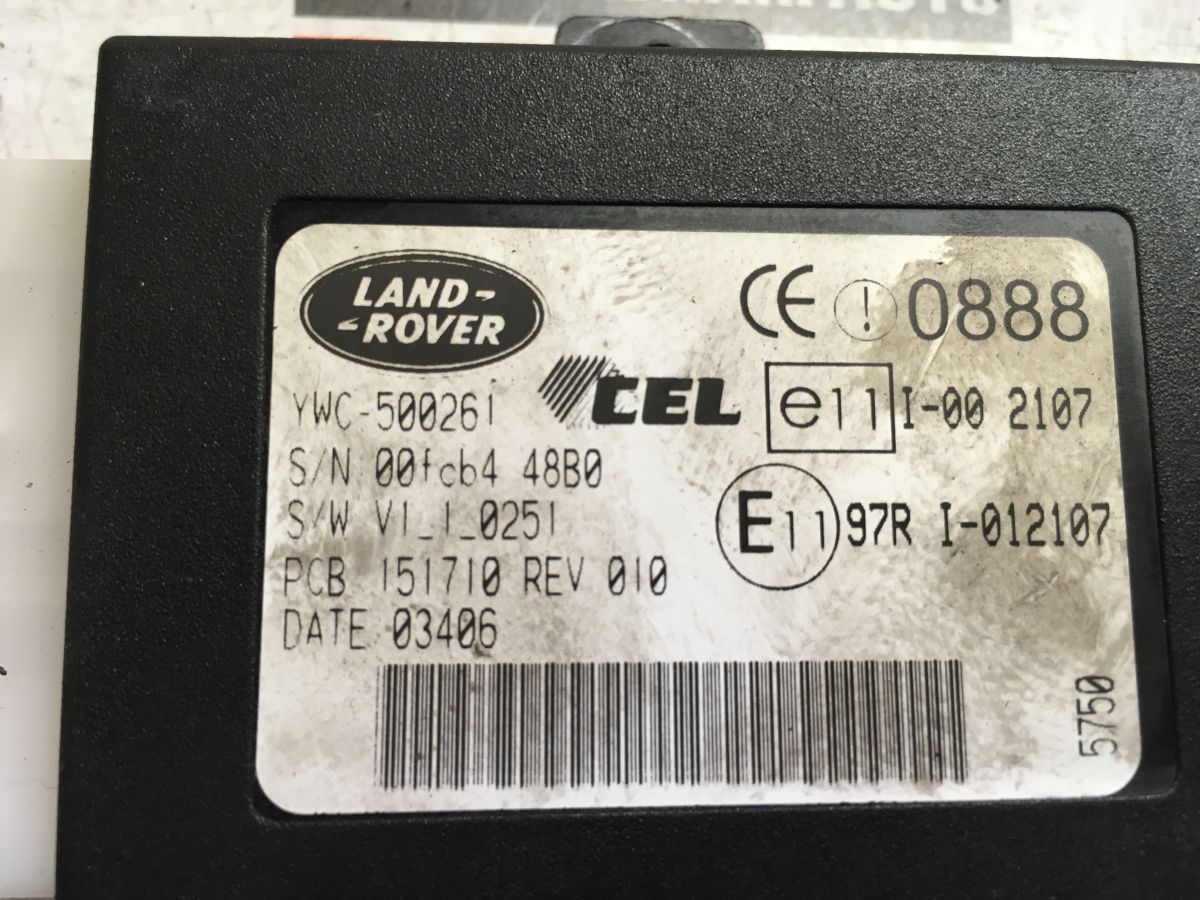 LAND-
-ROVER
CE ! 0888
CEL
e11 I-00 2107
YWC-500261
S/N 00fcb4 48B0
S/W V1_1_0251
E11 97R I-012107
PCB 151710 REV 010
DATE 03406
5750